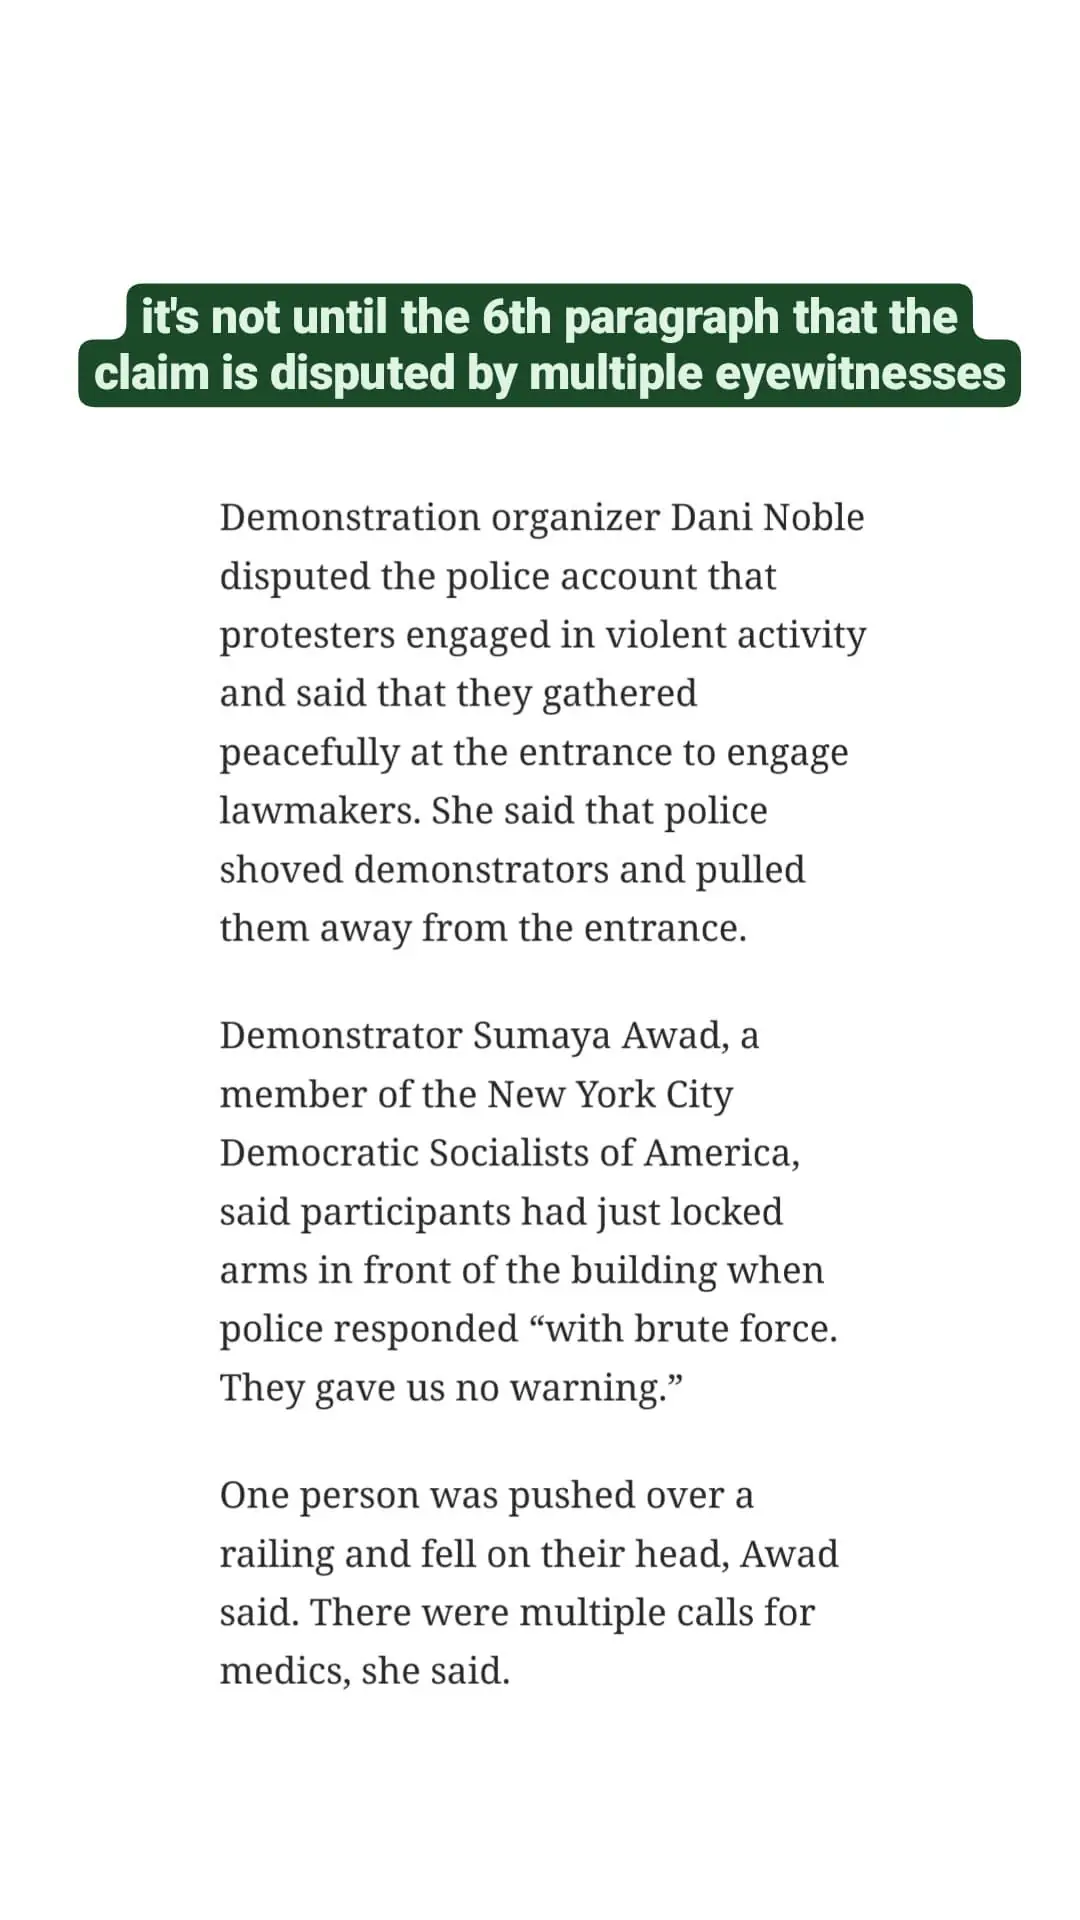 it's not until the 6th paragraph that the
claim is disputed by multiple eyewitnesses
Demonstration organizer Dani Noble
disputed the police account that
protesters engaged in violent activity
and said that they gathered
peacefully at the entrance to engage
lawmakers. She said that police
shoved demonstrators and pulled
them away from the entrance.
Demonstrator Sumaya Awad, a
member of the New York City
Democratic Socialists of America,
said participants had just locked
arms in front of the building when
police responded “with brute force.
They gave us no warning.”
One person was pushed over a
railing and fell on their head, Awad
said. There were multiple calls for
medics, she said.